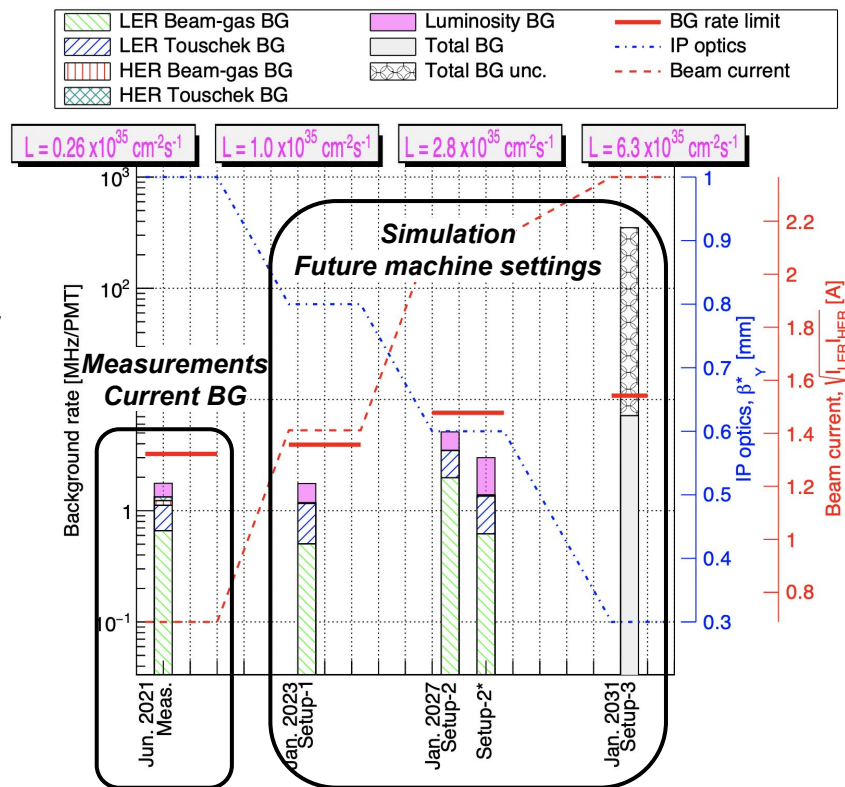 LER Beam-gas BG
LER Touschek BG
HER Beam-gas BG
HER Touschek BG
Luminosity BG
Total BG
Total BG unc.
BG rate limit
IP optics
Beam current
L = 0.26 x10³⁵ cm⁻²s⁻¹
L = 1.0 x10³⁵ cm⁻²s⁻¹
L = 2.8 x10³⁵ cm⁻²s⁻¹
L = 6.3 x10³⁵ cm⁻²s⁻¹
Simulation
Future machine settings
Measurements
Current BG
Background rate [MHz/PMT]
10³
10²
1
10⁻¹
Jun. 2021
Meas.
Jan. 2023
Setup-1
Jan. 2027
Setup-2
Setup-2*
Jan. 2031
Setup-3
1
0.9
0.8
0.7
0.6
0.5
0.4
0.3
IP optics, β*Y [mm]
2.2
2
1.8
1.6
1.4
1.2
1
0.8
Beam current, √I_LER I_HER [A]